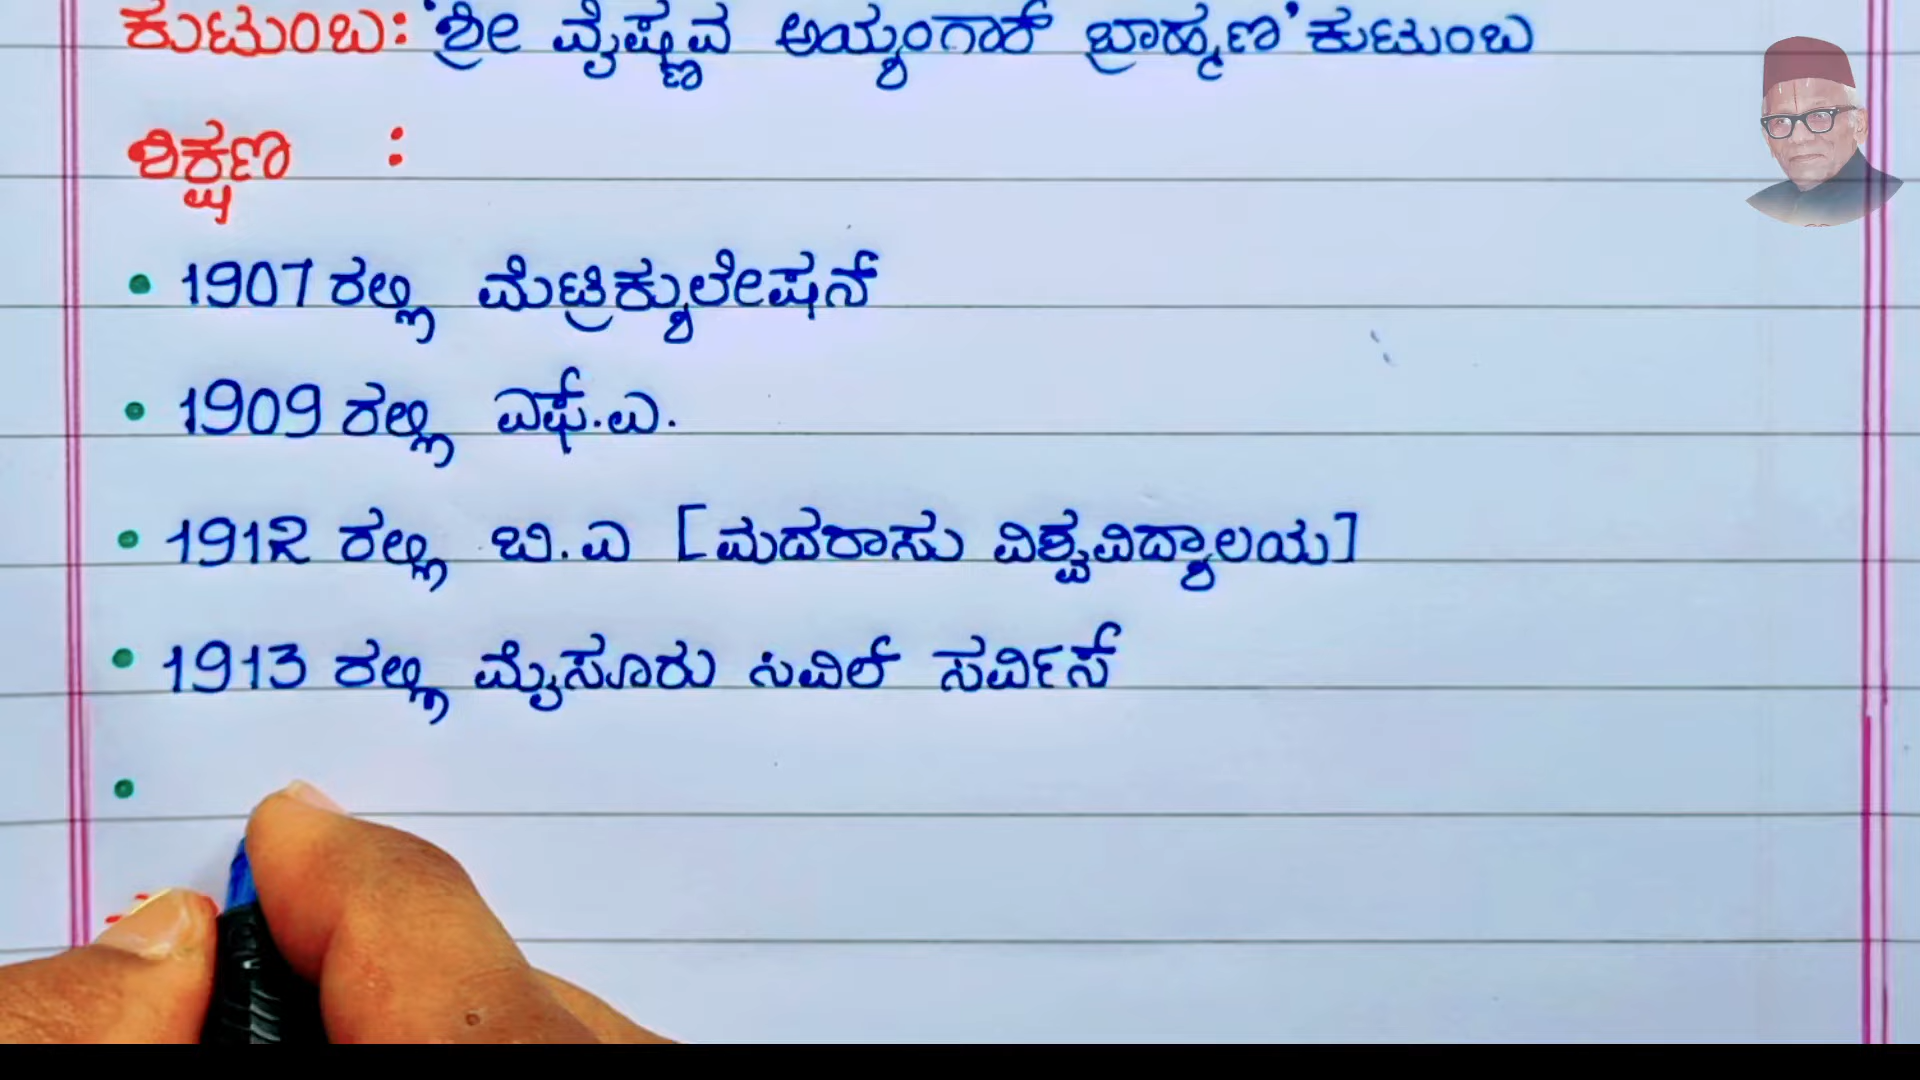 ಕುಟುಂಬ: 'ಶ್ರೀ ವೈಷ್ಣವ ಅಯ್ಯಂಗಾರ್ ಬ್ರಾಹ್ಮಣ' ಕುಟುಂಬ
ಶಿಕ್ಷಣ :
• 1907 ರಲ್ಲಿ ಮೆಟ್ರಿಕ್ಯುಲೇಷನ್
• 1909 ರಲ್ಲಿ ಎಫ್.ಎ.
• 1912 ರಲ್ಲಿ ಬಿ.ಎ [ಮದರಾಸು ವಿಶ್ವವಿದ್ಯಾಲಯ]
• 1913 ರಲ್ಲಿ ಮೈಸೂರು ಸಿವಿಲ್ ಸರ್ವಿಸ್
•